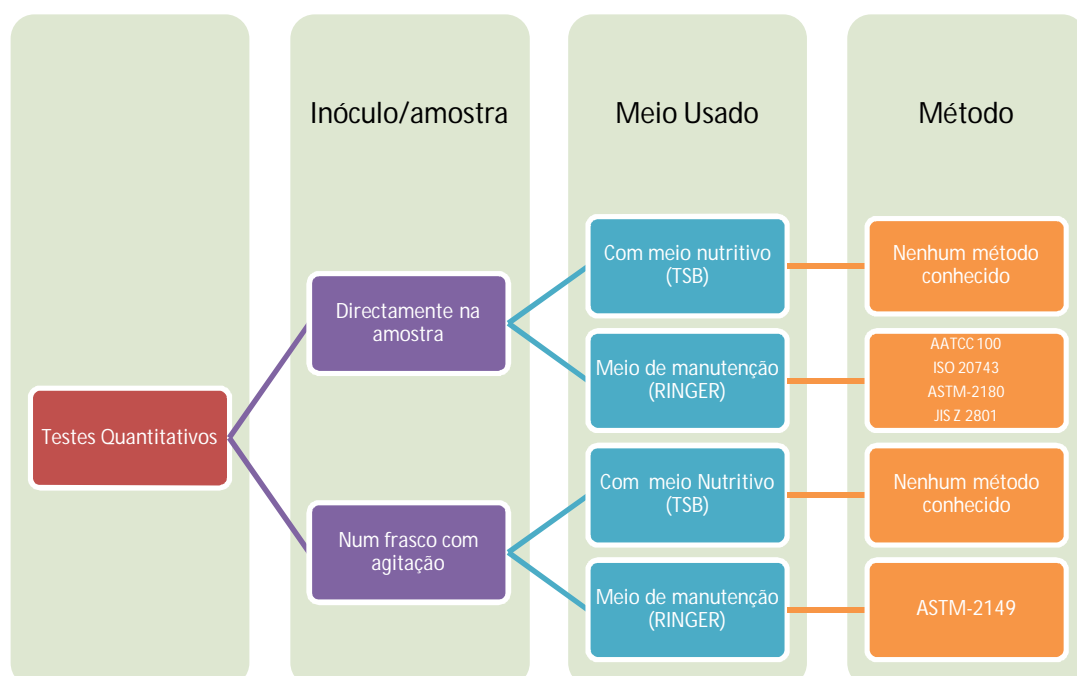 Inóculo/amostra
Meio Usado
Método
Testes Quantitativos
Directamente na
amostra
Com meio nutritivo
(TSB)
Nenhum método
conhecido
Meio de manutenção
(RINGER)
AATCC 100
ISO 20743
ASTM-2180
JIS Z 2801
Num frasco com
agitação
Com meio Nutritivo
(TSB)
Nenhum método
conhecido
Meio de manutenção
(RINGER)
ASTM-2149